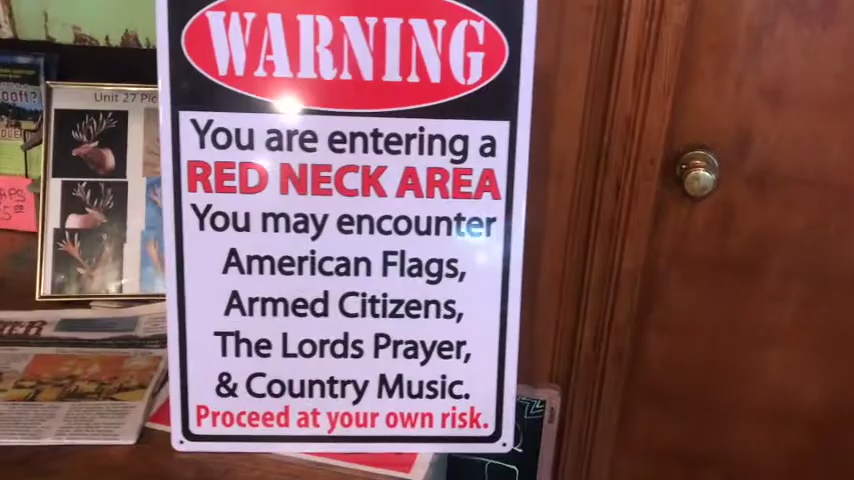 WARNING
You are entering a
RED NECK AREA
You may encounter
American Flags,
Armed Citizens,
The Lords Prayer,
& Country Music.
Proceed at your own risk.
Unit 27